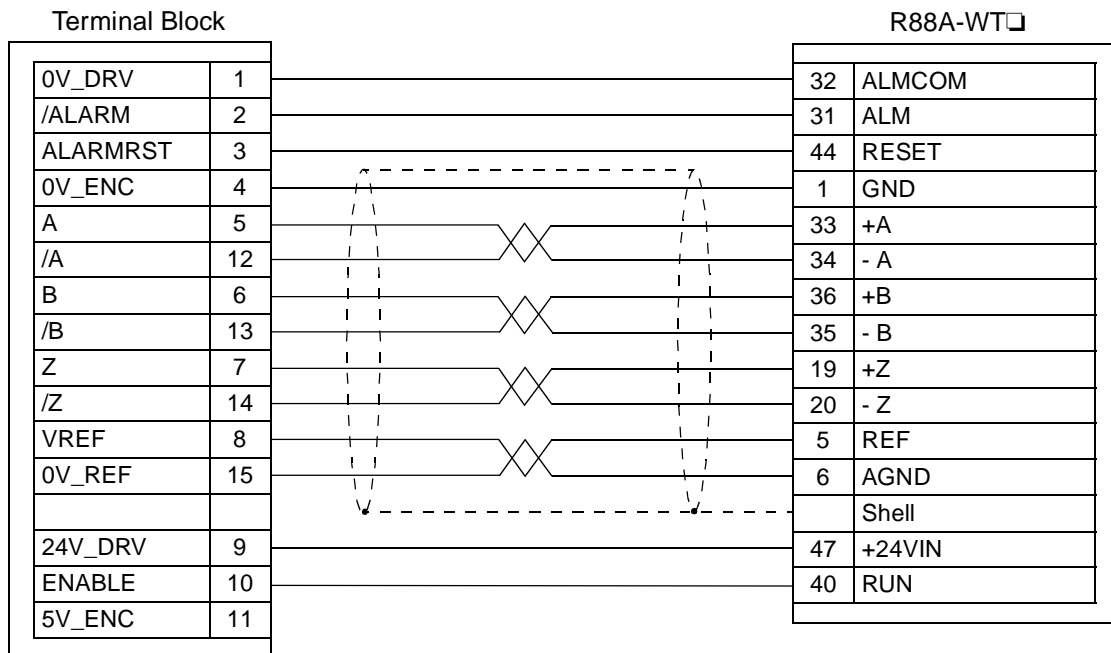 Terminal Block R88A-WT❏
0V_DRV 1 32 ALMCOM
/ALARM 2 31 ALM
ALARMRST 3 44 RESET
0V_ENC 4 1 GND
A 5 33 +A
/A 12 34 - A
B 6 36 +B
/B 13 35 - B
Z 7 19 +Z
/Z 14 20 - Z
VREF 8 5 REF
0V_REF 15 6 AGND
Shell
24V_DRV 9 47 +24VIN
ENABLE 10 40 RUN
5V_ENC 11